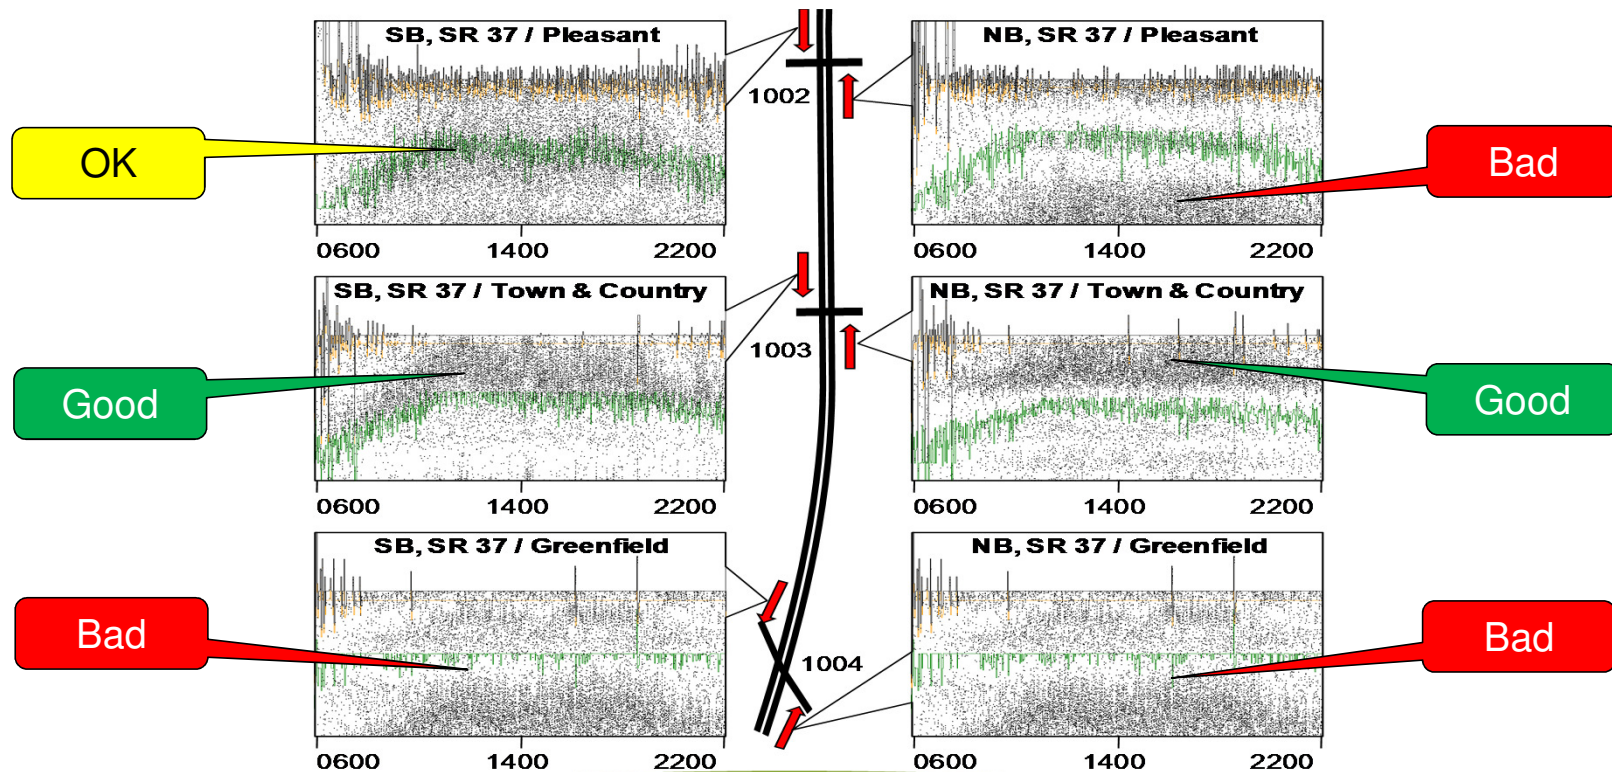 SB, SR 37 / Pleasant
NB, SR 37 / Pleasant
1002
OK
Bad
0600 1400 2200
0600 1400 2200
SB, SR 37 / Town & Country
NB, SR 37 / Town & Country
1003
Good
Good
0600 1400 2200
0600 1400 2200
SB, SR 37 / Greenfield
NB, SR 37 / Greenfield
Bad
1004
Bad
0600 1400 2200
0600 1400 2200